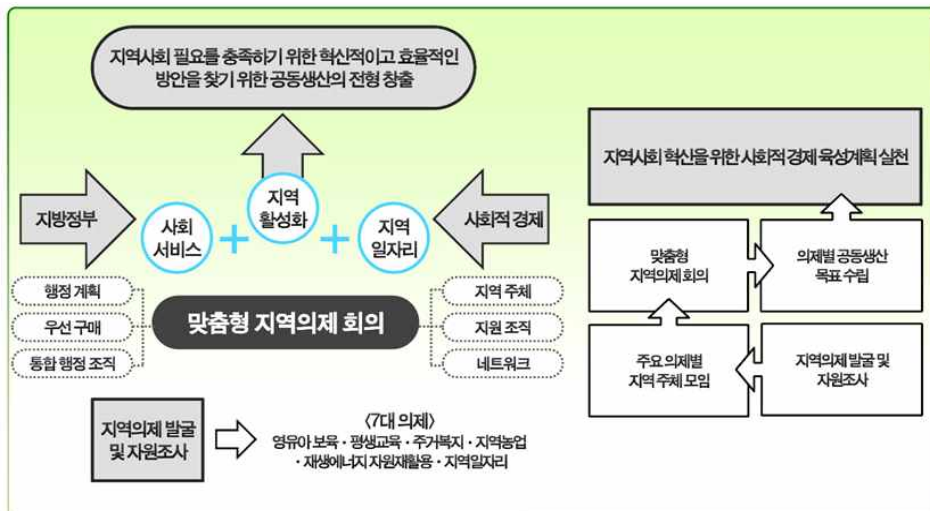 지역사회 필요를 충족하기 위한 혁신적이고 효율적인
방안을 찾기 위한 공동생산의 전형 창출
지방정부
사회
서비스
+
지역
활성화
+
지역
일자리
사회적 경제
행정 계획
우선 구매
통합 행정 조직
맞춤형 지역의제 회의
지역 주체
지원 조직
네트워크
지역의제 발굴
및 자원조사
〈7대 의제〉
영유아 보육・평생교육・주거복지・지역농업
・재생에너지 자원재활용・지역일자리
지역사회 혁신을 위한 사회적 경제 육성계획 실천
맞춤형
지역의제 회의
의제별 공동생산
목표 수립
주요 의제별
지역 주체 모임
지역의제 발굴 및
자원조사